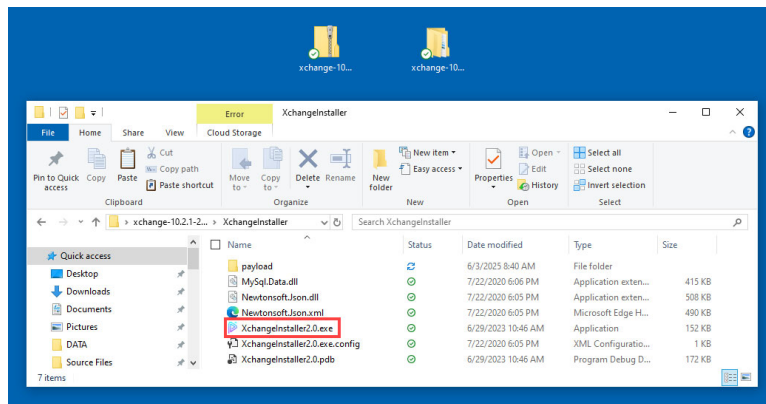 xchange-10...
xchange-10...
Error
XchangeInstaller
File
Home
Share
View
Cloud Storage
Pin to Quick access
Copy
Paste
Cut
Copy path
Paste shortcut
Clipboard
Move to
Copy to
Delete
Rename
Organize
New folder
New item
Easy access
New
Properties
Open
Edit
History
Open
Select all
Select none
Invert selection
Select
xchange-10.2.1-2... › XchangeInstaller
Search XchangeInstaller
Quick access
Desktop
Downloads
Documents
Pictures
DATA
Source Files
Name Status Date modified Type Size
payload 6/3/2025 8:40 AM File folder
MySql.Data.dll 7/22/2020 6:06 PM Application exten... 415 KB
Newtonsoft.Json.dll 7/22/2020 6:05 PM Application exten... 508 KB
Newtonsoft.Json.xml 7/22/2020 6:05 PM Microsoft Edge H... 490 KB
XchangeInstaller2.0.exe 6/29/2023 10:46 AM Application 152 KB
XchangeInstaller2.0.exe.config 7/22/2020 6:05 PM XML Configuratio... 1 KB
XchangeInstaller2.0.pdb 6/29/2023 10:46 AM Program Debug D... 172 KB
7 items